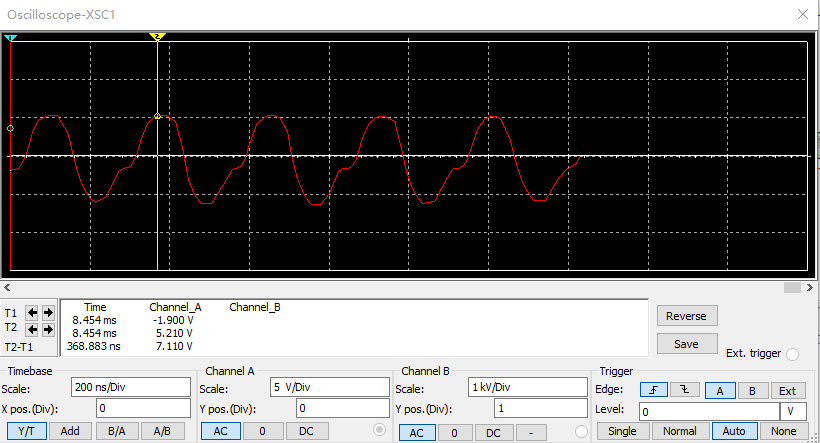 Oscilloscope-XSC1
1
2
T1
T2
T2-T1
Time Channel_A Channel_B
8.454 ms -1.900 V
8.454 ms 5.210 V
368.883 ns 7.110 V
Reverse
Save
Ext. trigger
Timebase
Scale: 200 ns/Div
X pos.(Div): 0
Y/T Add B/A A/B
Channel A
Scale: 5 V/Div
Y pos.(Div): 0
AC 0 DC
Channel B
Scale: 1 kV/Div
Y pos.(Div): 1
AC 0 DC -
Trigger
Edge: A B Ext
Level: 0 V
Single Normal Auto None